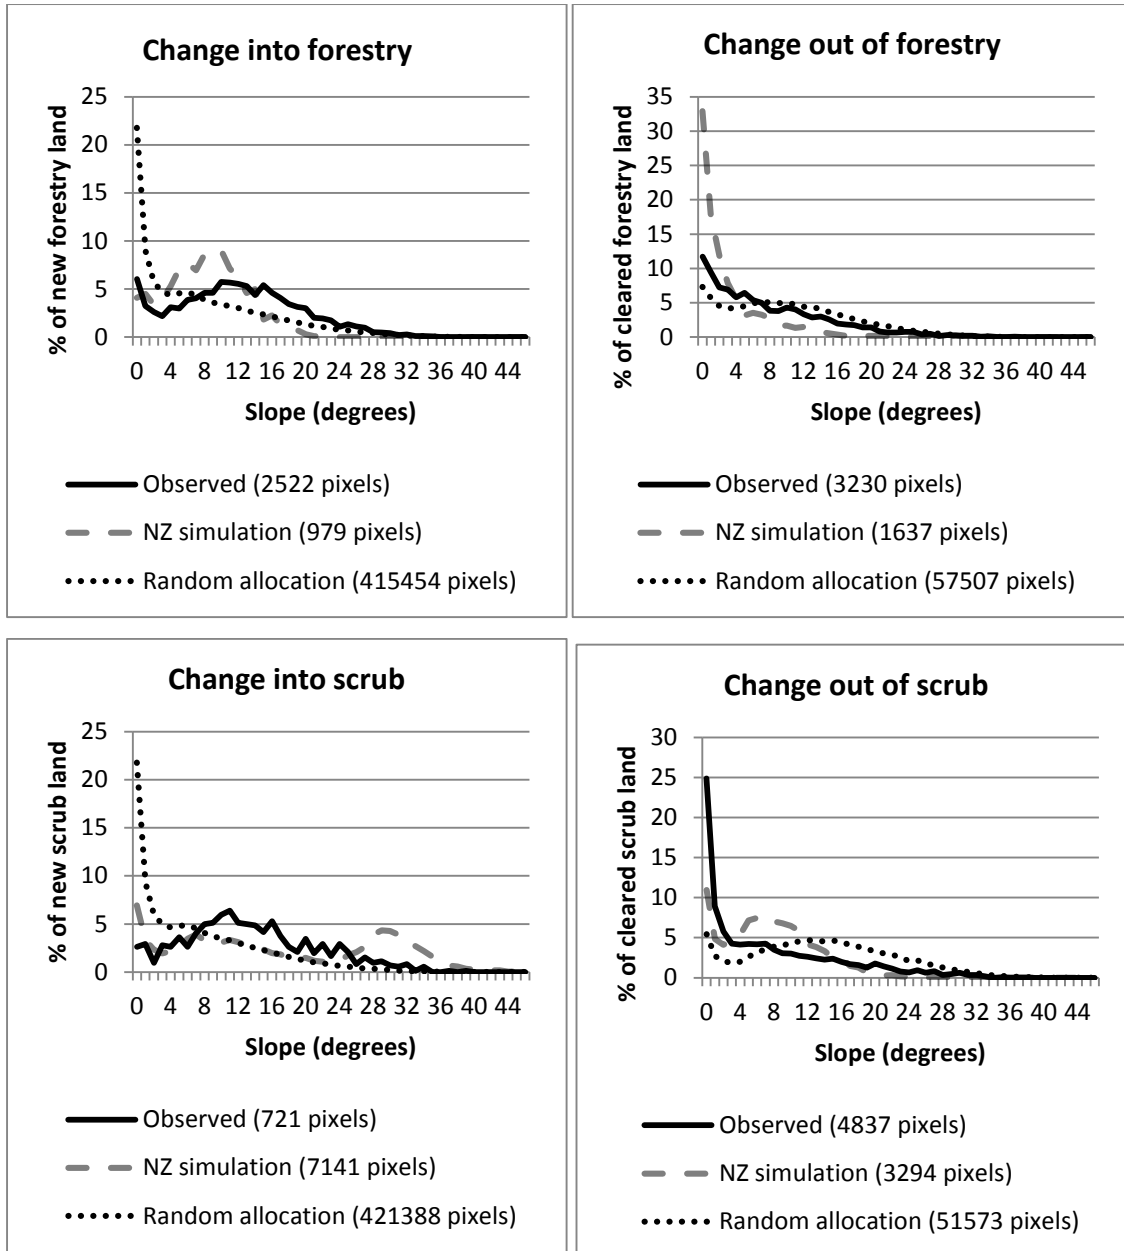 Change into forestry
% of new forestry land
25
20
15
10
5
0
0 4 8 12 16 20 24 28 32 36 40 44
Slope (degrees)
Observed (2522 pixels)
NZ simulation (979 pixels)
Random allocation (415454 pixels)
Change out of forestry
% of cleared forestry land
35
30
25
20
15
10
5
0
0 4 8 12 16 20 24 28 32 36 40 44
Slope (degrees)
Observed (3230 pixels)
NZ simulation (1637 pixels)
Random allocation (57507 pixels)
Change into scrub
% of new scrub land
25
20
15
10
5
0
0 4 8 12 16 20 24 28 32 36 40 44
Slope (degrees)
Observed (721 pixels)
NZ simulation (7141 pixels)
Random allocation (421388 pixels)
Change out of scrub
% of cleared scrub land
30
25
20
15
10
5
0
0 4 8 12 16 20 24 28 32 36 40 44
Slope (degrees)
Observed (4837 pixels)
NZ simulation (3294 pixels)
Random allocation (51573 pixels)